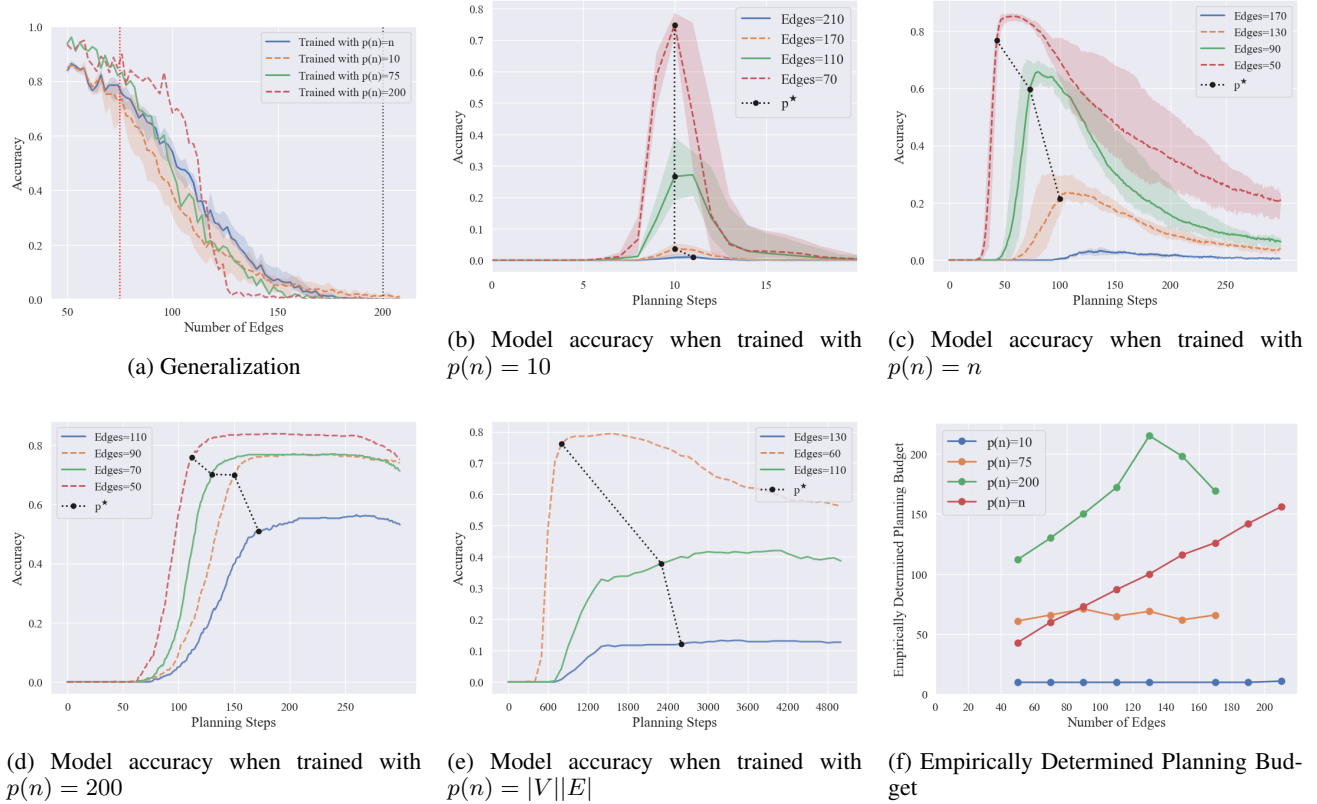 1.0
0.8
0.6
0.4
0.2
0.0
Accuracy
50
100
150
200
Number of Edges
Trained with p(n)=n
Trained with p(n)=10
Trained with p(n)=75
Trained with p(n)=200
(a) Generalization
0.8
0.7
0.6
0.5
0.4
0.3
0.2
0.1
0.0
Accuracy
0
5
10
15
Planning Steps
Edges=210
Edges=170
Edges=110
Edges=70
p★
(b) Model accuracy when trained with
p(n) = 10
0.8
0.6
0.4
0.2
0.0
Accuracy
0
50
100
150
200
250
Planning Steps
Edges=170
Edges=130
Edges=90
Edges=50
p★
(c) Model accuracy when trained with
p(n) = n
0.8
0.6
0.4
0.2
0.0
Accuracy
0
50
100
150
200
250
Planning Steps
Edges=110
Edges=90
Edges=70
Edges=50
p★
(d) Model accuracy when trained with
p(n) = 200
0.8
0.7
0.6
0.5
0.4
0.3
0.2
0.1
0.0
Accuracy
0
600
1200
1800
2400
3000
3600
4200
4800
Planning Steps
Edges=130
Edges=60
Edges=110
p★
(e) Model accuracy when trained with
p(n) = |V||E|
200
150
100
50
0
Empirically Determined Planning Budget
0
20
40
60
80
100
120
140
160
180
200
Number of Edges
p(n)=10
p(n)=75
p(n)=200
p(n)=n
(f) Empirically Determined Planning Bud-
get